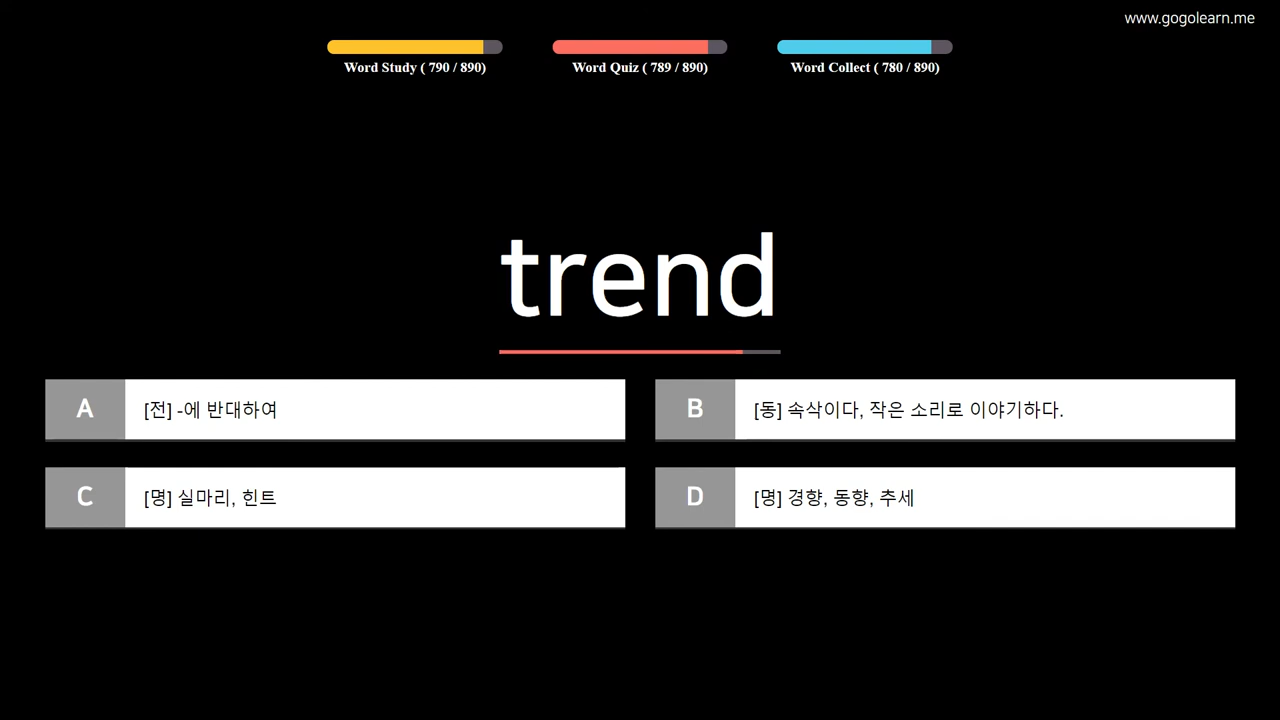 www.gogolearn.me
Word Study ( 790 / 890)
Word Quiz ( 789 / 890)
Word Collect ( 780 / 890)
trend
A [전] -에 반대하여
B [동] 속삭이다, 작은 소리로 이야기하다.
C [명] 실마리, 힌트
D [명] 경향, 동향, 추세